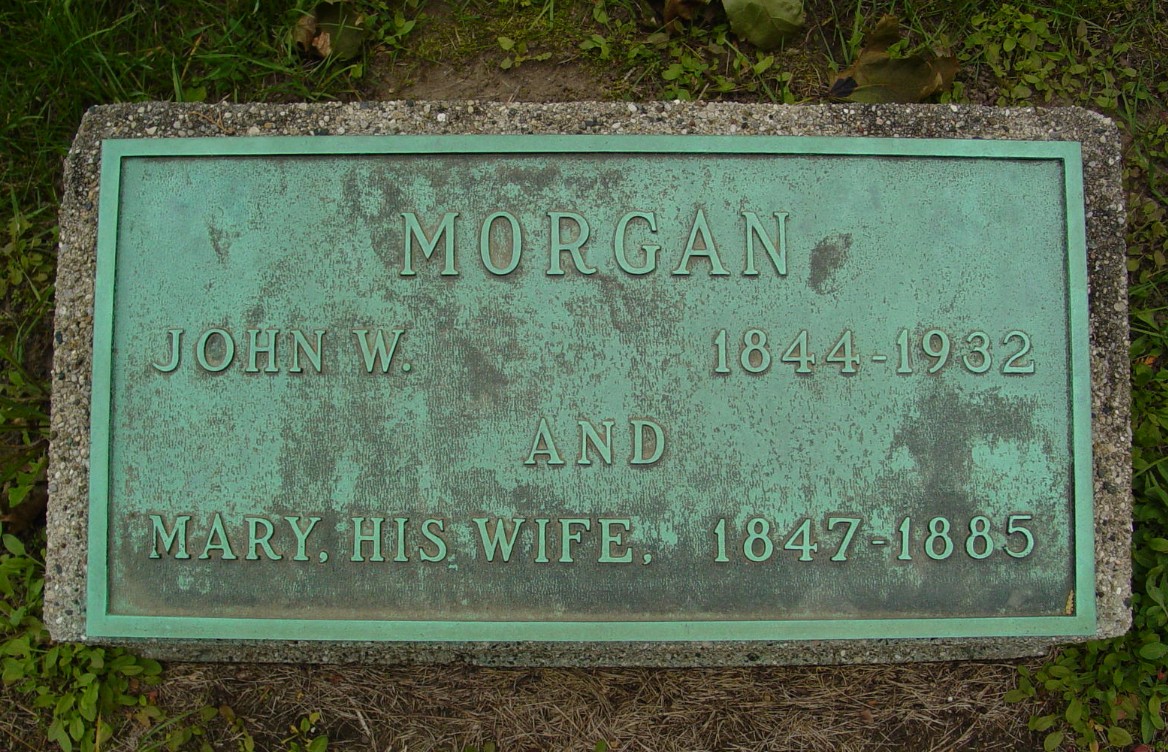 MORGAN
JOHN W. 1844-1932
AND
MARY, HIS WIFE, 1847-1885